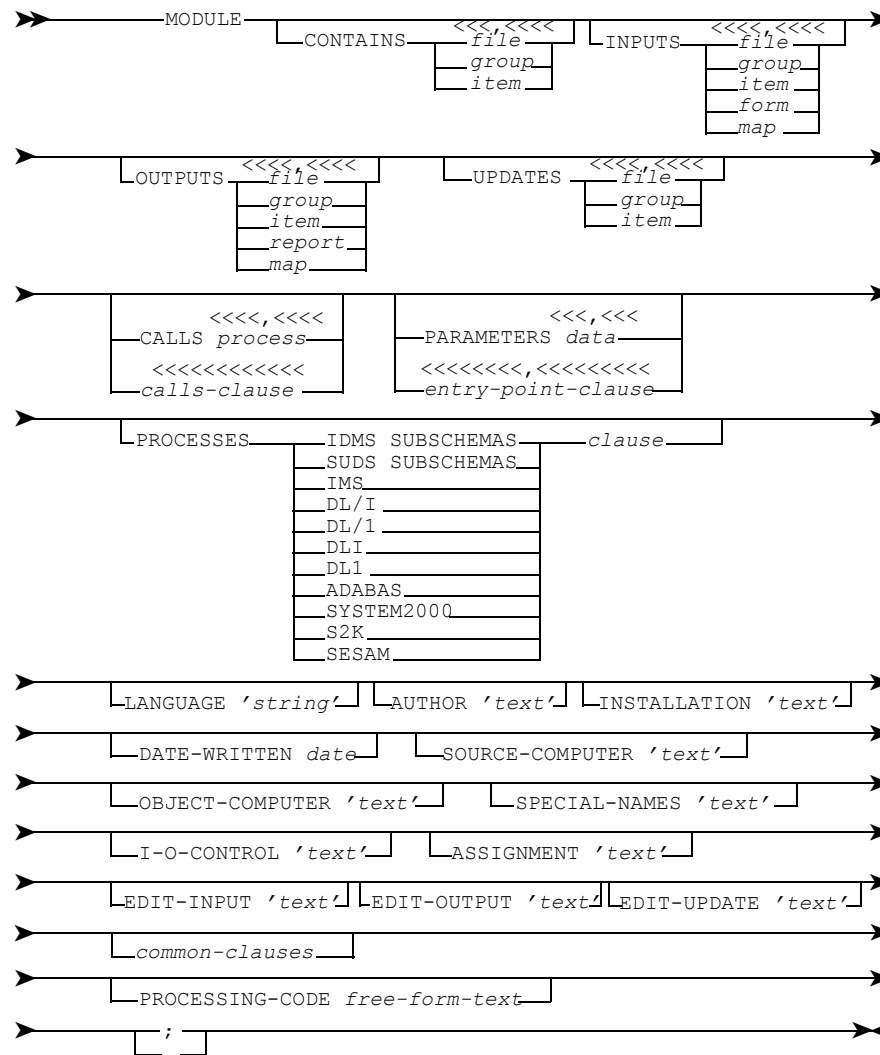 MODULE
CONTAINS <<<,<<<< file INPUTS <<<<,<<<< file
group group
item item
form
map
OUTPUTS <<<<,<<<< file UPDATES <<<<,<<<< file
group group
item item
report
map
<<<<,<<<< <<<,<<<
CALLS process PARAMETERS data
<<<<<<<<<<<< <<<<<<<<,<<<<<<<<<
calls-clause entry-point-clause
PROCESSES IDMS SUBSCHEMAS clause
SUDS SUBSCHEMAS
IMS
DL/I
DL/1
DLI
DL1
ADABAS
SYSTEM2000
S2K
SESAM
LANGUAGE 'string' AUTHOR 'text' INSTALLATION 'text'
DATE-WRITTEN date SOURCE-COMPUTER 'text'
OBJECT-COMPUTER 'text' SPECIAL-NAMES 'text'
I-O-CONTROL 'text' ASSIGNMENT 'text'
EDIT-INPUT 'text' EDIT-OUTPUT 'text' EDIT-UPDATE 'text'
common-clauses
PROCESSING-CODE free-form-text
;